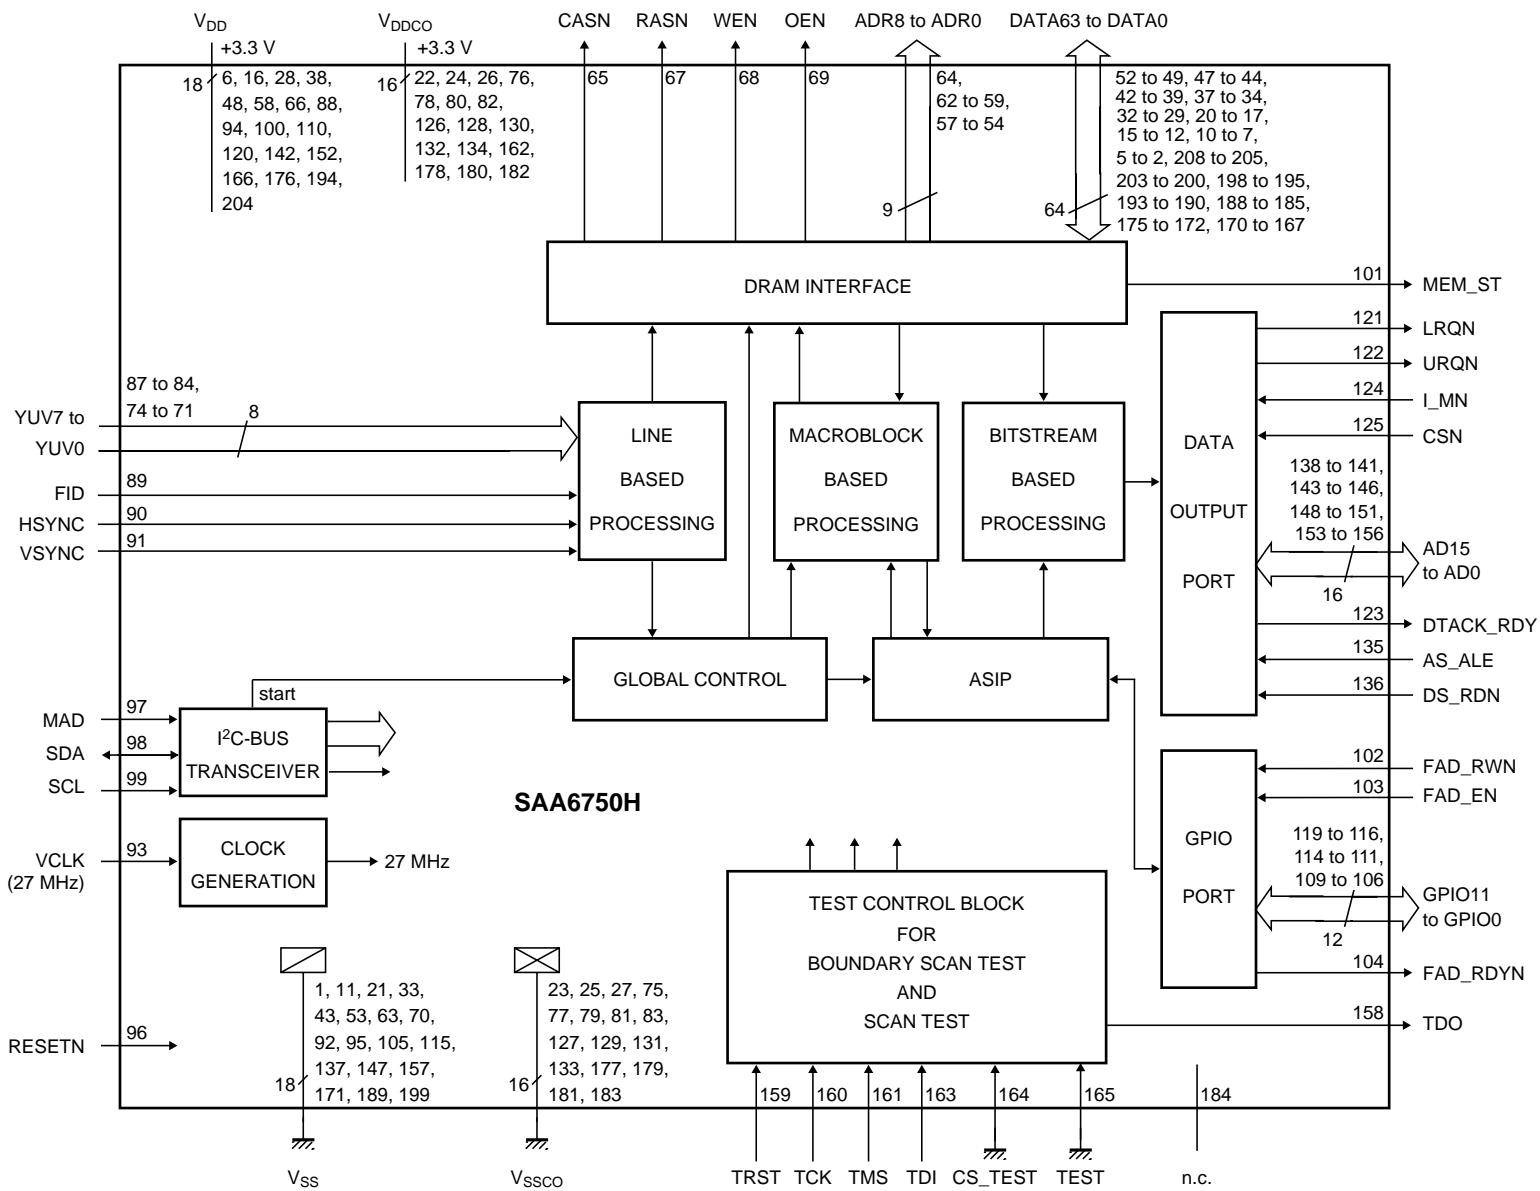 VDD
+3.3 V
18
6, 16, 28, 38,
48, 58, 66, 88,
94, 100, 110,
120, 142, 152,
166, 176, 194,
204
VDDCO
+3.3 V
16
22, 24, 26, 76,
78, 80, 82,
126, 128, 130,
132, 134, 162,
178, 180, 182
CASN
65
RASN
67
WEN
68
OEN
69
ADR8 to ADR0
64,
62 to 59,
57 to 54
9
DATA63 to DATA0
52 to 49, 47 to 44,
42 to 39, 37 to 34,
32 to 29, 20 to 17,
15 to 12, 10 to 7,
5 to 2, 208 to 205,
203 to 200, 198 to 195,
193 to 190, 188 to 185,
175 to 172, 170 to 167
64
DRAM INTERFACE
101
MEM_ST
121
LRQN
122
URQN
124
I_MN
125
CSN
138 to 141,
143 to 146,
148 to 151,
153 to 156
16
AD15
to AD0
123
DTACK_RDY
135
AS_ALE
136
DS_RDN
DATA
OUTPUT
PORT
YUV7 to
YUV0
87 to 84,
74 to 71
8
FID
89
HSYNC
90
VSYNC
91
LINE
BASED
PROCESSING
MACROBLOCK
BASED
PROCESSING
BITSTREAM
BASED
PROCESSING
GLOBAL CONTROL
ASIP
start
MAD
97
SDA
98
SCL
99
I2C-BUS
TRANSCEIVER
VCLK
(27 MHz)
93
CLOCK
GENERATION
27 MHz
SAA6750H
102
FAD_RWN
103
FAD_EN
GPIO
PORT
119 to 116,
114 to 111,
109 to 106
12
GPIO11
to GPIO0
104
FAD_RDYN
158
TDO
TEST CONTROL BLOCK
FOR
BOUNDARY SCAN TEST
AND
SCAN TEST
RESETN
96
1, 11, 21, 33,
43, 53, 63, 70,
92, 95, 105, 115,
137, 147, 157,
171, 189, 199
18
VSS
23, 25, 27, 75,
77, 79, 81, 83,
127, 129, 131,
133, 177, 179,
181, 183
16
VSSCO
159
160
161
163
164
165
184
TRST
TCK
TMS
TDI
CS_TEST
TEST
n.c.